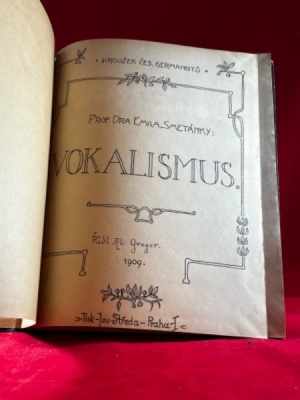 KROUŽEK ČES. GERMANISTŮ
PROF. DRA EMILA SMETÁNKY:
VOKALISMUS.
Řídí Al. Gregor.
1909.
Tisk-Jar. Středa-Praha-I.